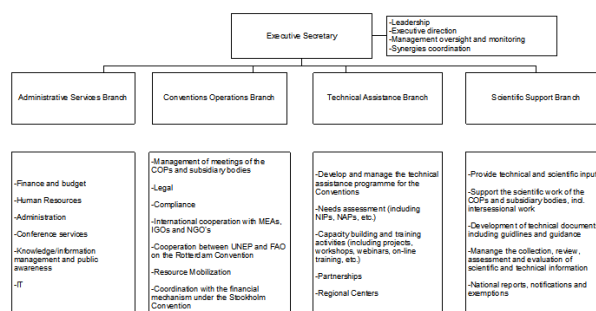 Executive Secretary
-Leadership
-Executive direction
-Management oversight and monitoring
-Synergies coordination
Administrative Services Branch
Conventions Operations Branch
Technical Assistance Branch
Scientific Support Branch
-Finance and budget
-Human Resources
-Administration
-Conference services
-Knowledge/information
management and public
awareness
-IT
-Management of meetings of the
COPs and subsidiary bodies
-Legal
-Compliance
-International cooperation with MEAs,
IGOs and NGO's
-Cooperation between UNEP and FAO
on the Rotterdam Convention
-Resource Mobilization
-Coordination with the financial
mechanism under the Stockholm
Convention
-Develop and manage the technical
assistance programme for the
Conventions
-Needs assessment (including
NIPs, NAPs, etc.)
-Capacity building and training
activities (including projects,
workshops, webinars, on-line
training, etc.)
-Partnerships
-Regional Centers
-Provide technical and scientific input
-Support the scientific work of the
COPs and subsidiary bodies, incl.
intersessional work
-Development of technical document
including guidlines and guidance
-Manange the collection, review,
assessment and evaluation of
scientific and technical information
-National reports, notifications and
exemptions